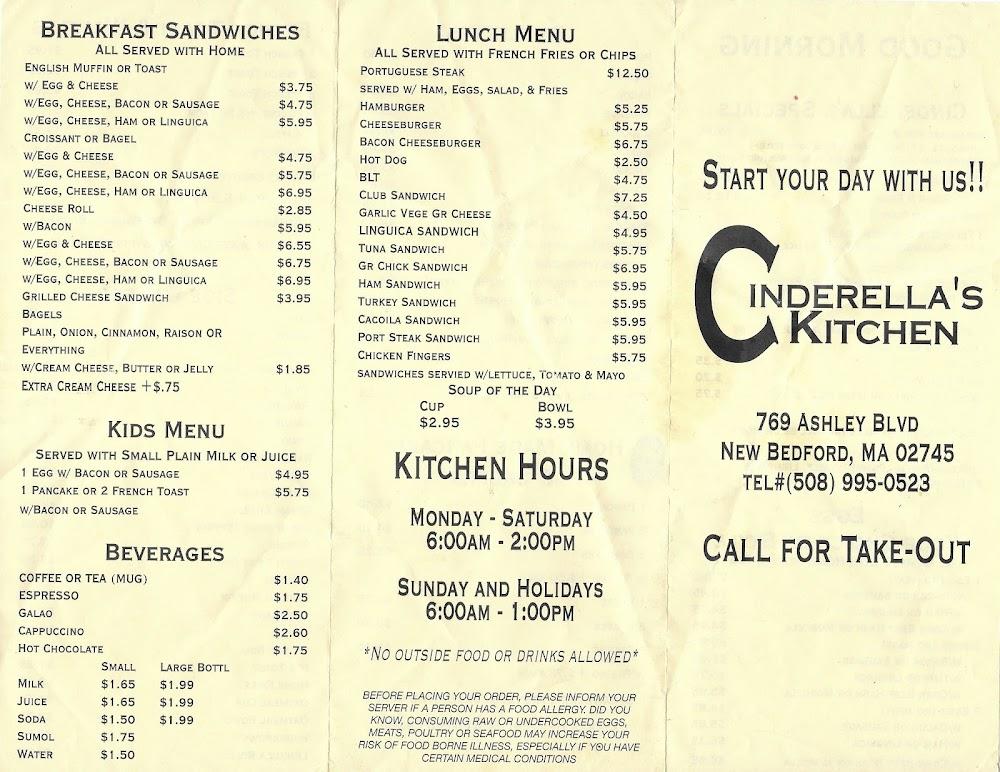 BREAKFAST SANDWICHES
ALL SERVED WITH HOME
ENGLISH MUFFIN OR TOAST
W/ EGG & CHEESE $3.75
W/EGG, CHEESE, BACON OR SAUSAGE $4.75
W/EGG, CHEESE, HAM OR LINGUICA $5.95
CROISSANT OR BAGEL
W/EGG & CHEESE $4.75
W/EGG, CHEESE, BACON OR SAUSAGE $5.75
W/EGG, CHEESE, HAM OR LINGUICA $6.95
CHEESE ROLL $2.85
W/BACON $5.95
W/EGG & CHEESE $6.55
W/EGG, CHEESE, BACON OR SAUSAGE $6.75
W/EGG, CHEESE, HAM OR LINGUICA $6.95
GRILLED CHEESE SANDWICH $3.95
BAGELS
PLAIN, ONION, CINNAMON, RAISON OR
EVERYTHING
W/CREAM CHEESE, BUTTER OR JELLY $1.85
EXTRA CREAM CHEESE +$.75
KIDS MENU
SERVED WITH SMALL PLAIN MILK OR JUICE
1 EGG W/ BACON OR SAUSAGE $4.95
1 PANCAKE OR 2 FRENCH TOAST $5.75
W/BACON OR SAUSAGE
BEVERAGES
COFFEE OR TEA (MUG) $1.40
ESPRESSO $1.75
GALAO $2.50
CAPPUCCINO $2.60
HOT CHOCOLATE $1.75
SMALL LARGE BOTTL
MILK $1.65 $1.99
JUICE $1.65 $1.99
SODA $1.50 $1.99
SUMOL $1.75
WATER $1.50
LUNCH MENU
ALL SERVED WITH FRENCH FRIES OR CHIPS
PORTUGUESE STEAK $12.50
SERVED W/ HAM, EGGS, SALAD, & FRIES
HAMBURGER $5.25
CHEESEBURGER $5.75
BACON CHEESEBURGER $6.75
HOT DOG $2.50
BLT $4.75
CLUB SANDWICH $7.25
GARLIC VEGE GR CHEESE $4.50
LINGUICA SANDWICH $4.95
TUNA SANDWICH $5.75
GR CHICK SANDWICH $6.95
HAM SANDWICH $5.95
TURKEY SANDWICH $5.95
CACOILA SANDWICH $5.95
PORT STEAK SANDWICH $5.95
CHICKEN FINGERS $5.75
SANDWICHES SERVIED W/LETTUCE, TOMATO & MAYO
SOUP OF THE DAY
CUP BOWL
$2.95 $3.95
KITCHEN HOURS
MONDAY - SATURDAY
6:00AM - 2:00PM
SUNDAY AND HOLIDAYS
6:00AM - 1:00PM
*NO OUTSIDE FOOD OR DRINKS ALLOWED*
BEFORE PLACING YOUR ORDER, PLEASE INFORM YOUR
SERVER IF A PERSON HAS A FOOD ALLERGY. DID YOU
KNOW, CONSUMING RAW OR UNDERCOOKED EGGS,
MEATS, POULTRY OR SEAFOOD MAY INCREASE YOUR
RISK OF FOOD BORNE ILLNESS, ESPECIALLY IF YOU HAVE
CERTAIN MEDICAL CONDITIONS
START YOUR DAY WITH US!!
CINDERELLA'S
KITCHEN
769 ASHLEY BLVD
NEW BEDFORD, MA 02745
TEL#(508) 995-0523
CALL FOR TAKE-OUT